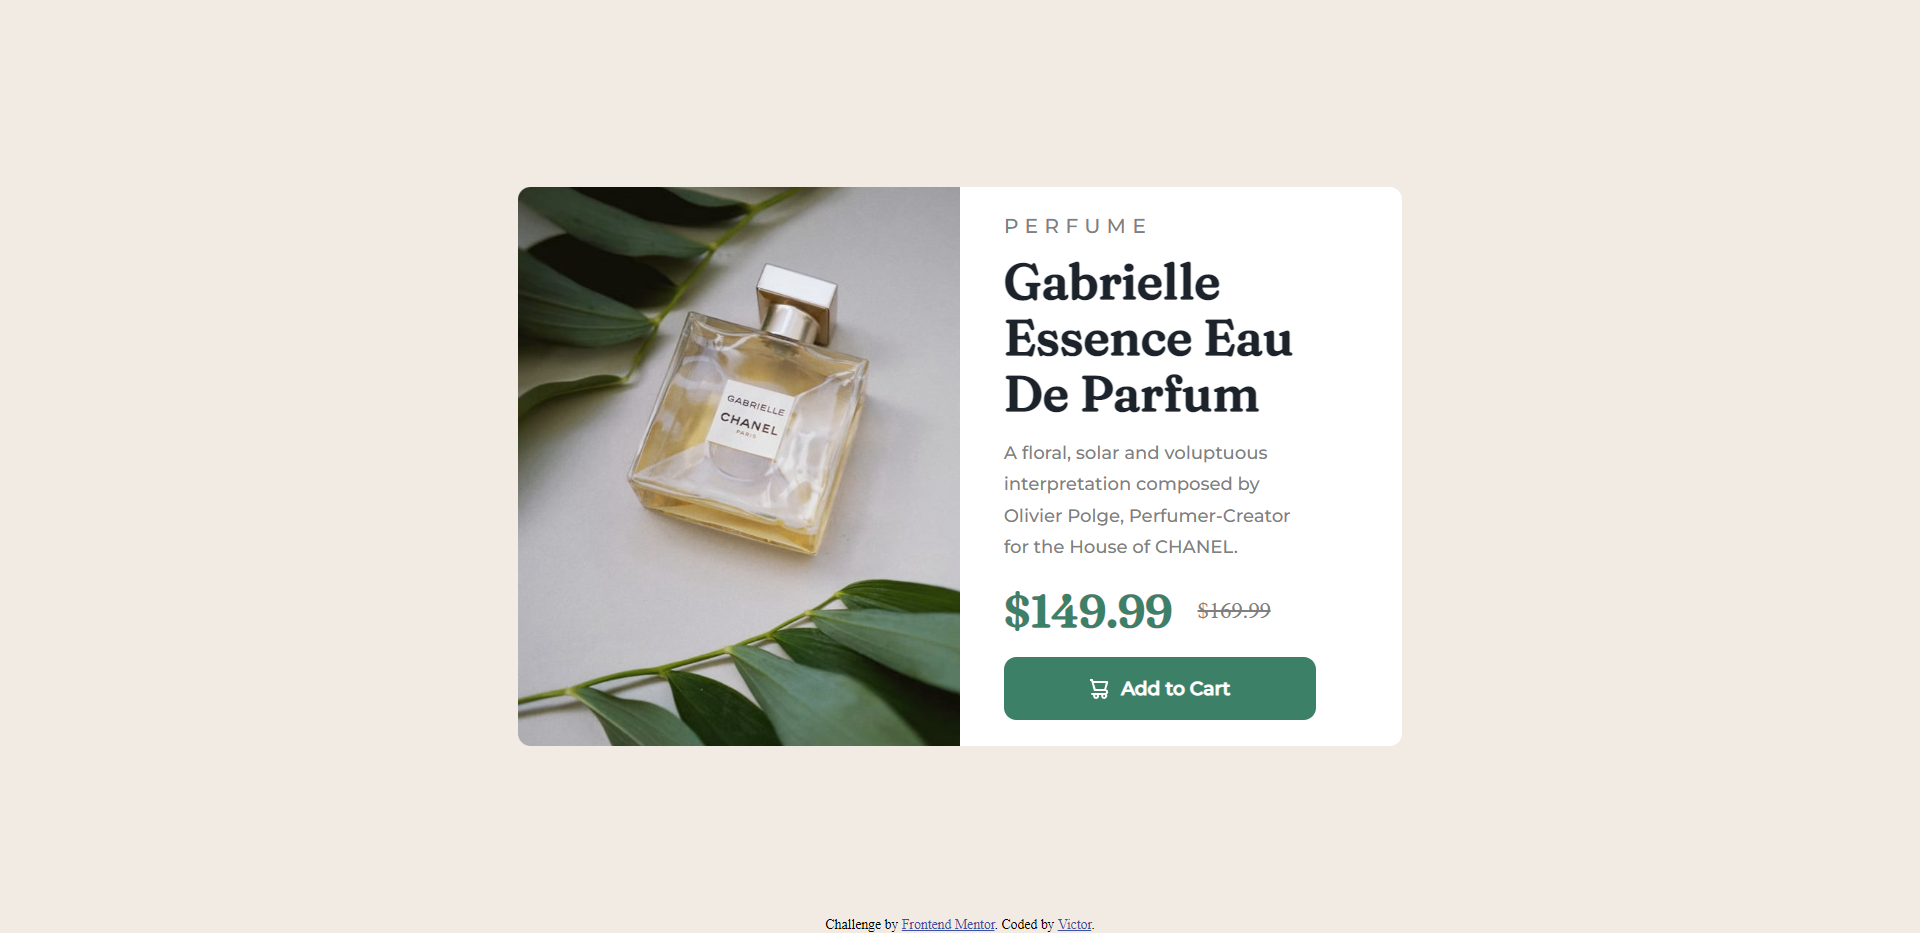 GABRIELLE
CHANEL
PARIS
PERFUME
Gabrielle
Essence Eau
De Parfum
A floral, solar and voluptuous
interpretation composed by
Olivier Polge, Perfumer-Creator
for the House of CHANEL.
$149.99 $169.99
Add to Cart
Challenge by Frontend Mentor. Coded by Victor.